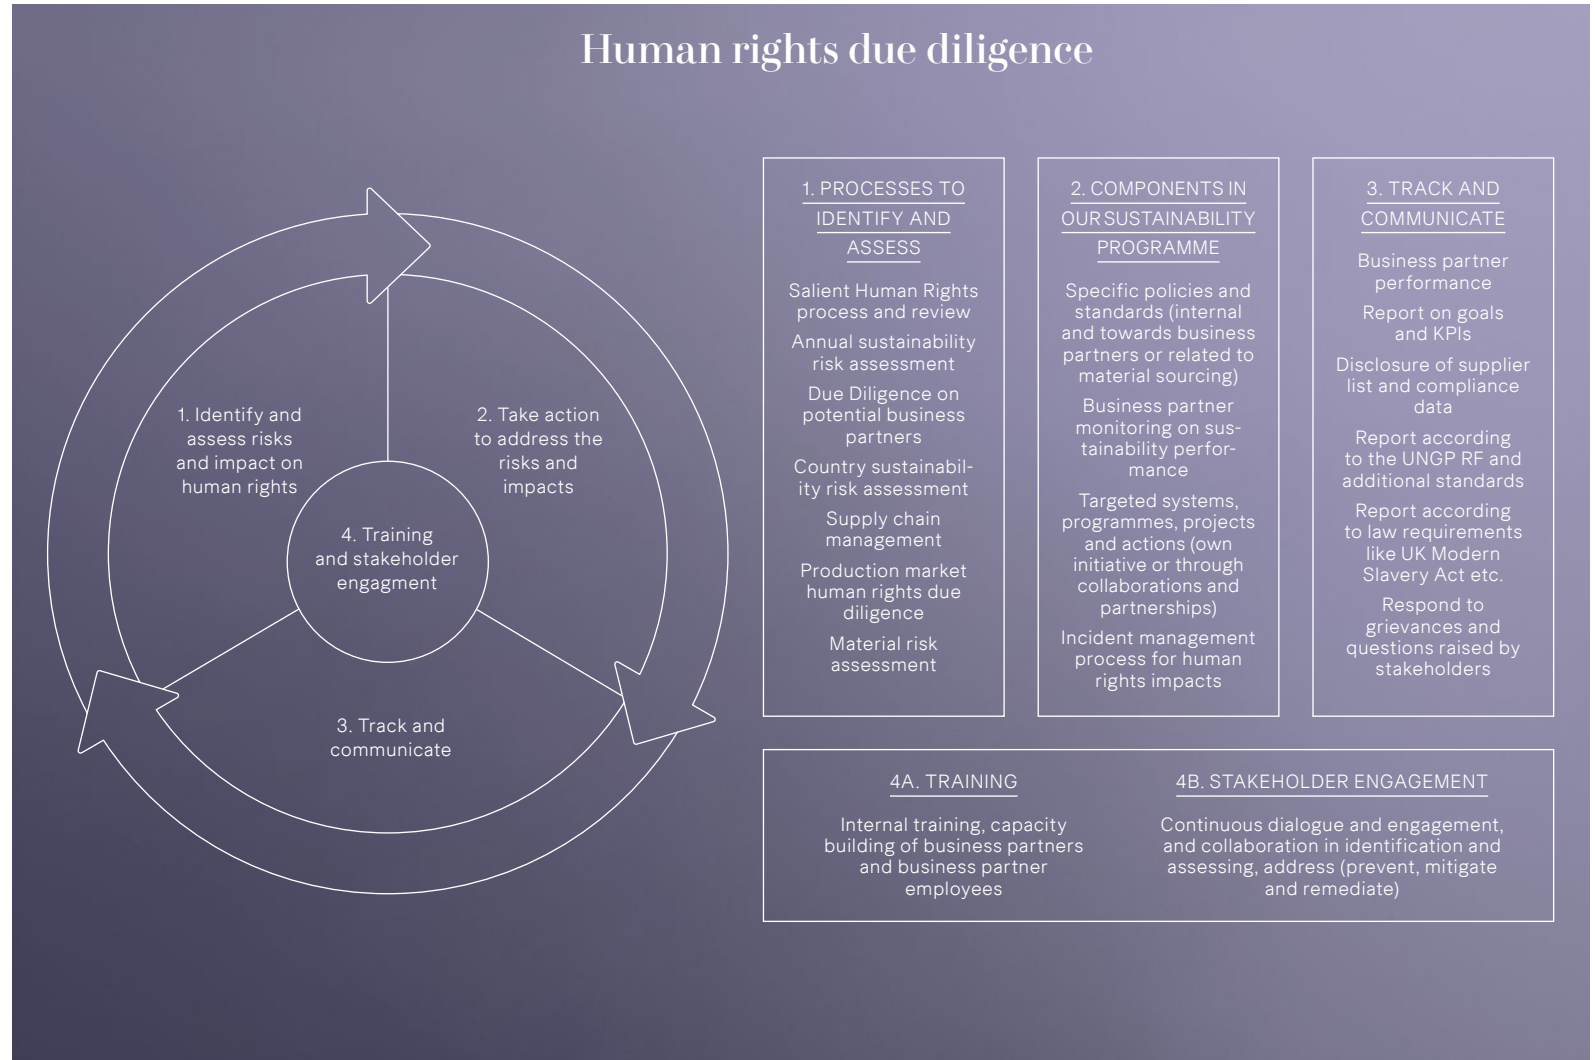 Human rights due diligence
1. Identify and
assess risks
and impact on
human rights
2. Take action
to address the
risks and
impacts
4. Training
and stakeholder
engagment
3. Track and
communicate
1. PROCESSES TO
IDENTIFY AND
ASSESS
Salient Human Rights
process and review
Annual sustainability
risk assessment
Due Diligence on
potential business
partners
Country sustainabil-
ity risk assessment
Supply chain
management
Production market
human rights due
diligence
Material risk
assessment
2. COMPONENTS IN
OUR SUSTAINABILITY
PROGRAMME
Specific policies and
standards (internal
and towards business
partners or related to
material sourcing)
Business partner
monitoring on sus-
tainability perfor-
mance
Targeted systems,
programmes, projects
and actions (own
initiative or through
collaborations and
partnerships)
Incident management
process for human
rights impacts
3. TRACK AND
COMMUNICATE
Business partner
performance
Report on goals
and KPIs
Disclosure of supplier
list and compliance
data
Report according
to the UNGP RF and
additional standards
Report according
to law requirements
like UK Modern
Slavery Act etc.
Respond to
grievances and
questions raised by
stakeholders
4A. TRAINING
Internal training, capacity
building of business partners
and business partner
employees
4B. STAKEHOLDER ENGAGEMENT
Continuous dialogue and engagement,
and collaboration in identification and
assessing, address (prevent, mitigate
and remediate)